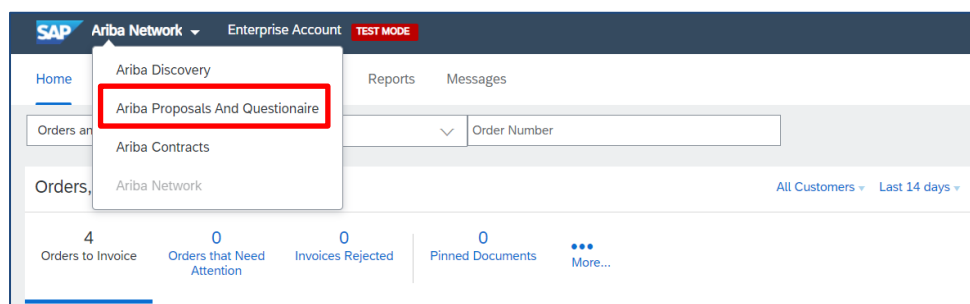 SAP Ariba Network Enterprise Account TEST MODE
Ariba Discovery
Home Reports Messages
Ariba Proposals And Questionaire
Orders an Order Number
Ariba Contracts
Orders, Ariba Network All Customers Last 14 days
4 0 0 0
Orders to Invoice Orders that Need Invoices Rejected Pinned Documents More...
Attention